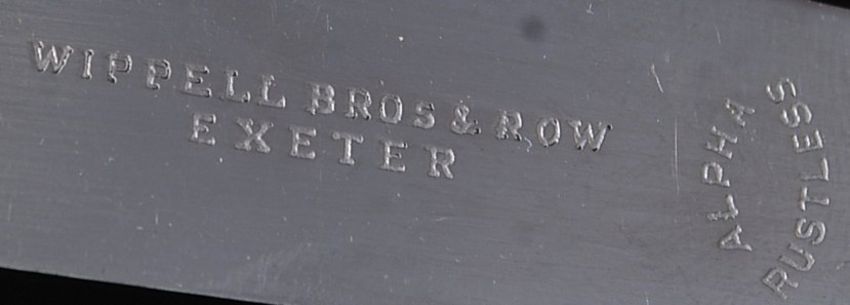 WIPPELL BROS & ROW
EXETER
ALPHA
RUSTLESS